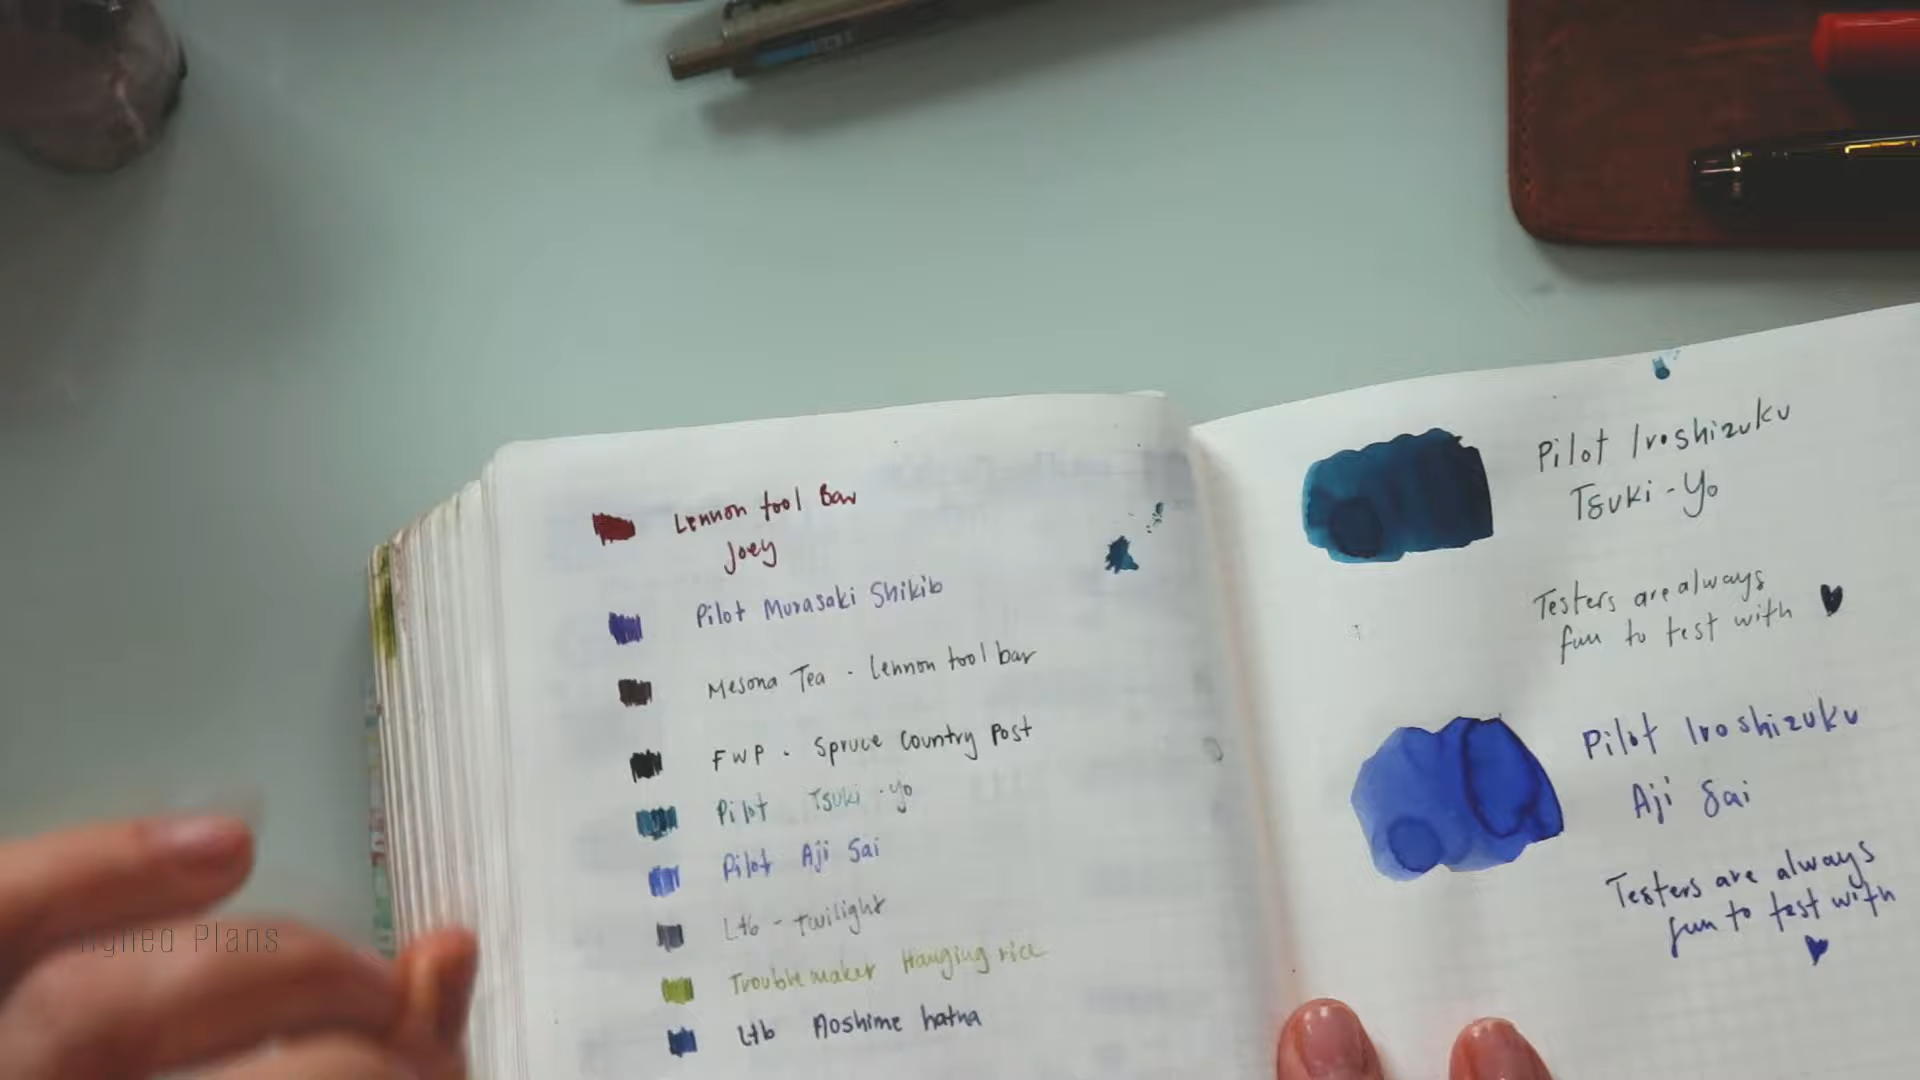 Lennon tool Bar
Joey
Pilot Murasaki Shikib
Mesona Tea - Lennon tool bar
FWP - Spruce Country Post
Pilot Tsuki-yo
Pilot Aji Sai
Ltb - Twilight
Troublemaker Hanging rice
Ltb Aoshime hatna
Pilot Iroshizuku
Tsuki-Yo
Testers are always
fun to test with
Pilot Iroshizuku
Aji Sai
Testers are always
fun to test with
Plans